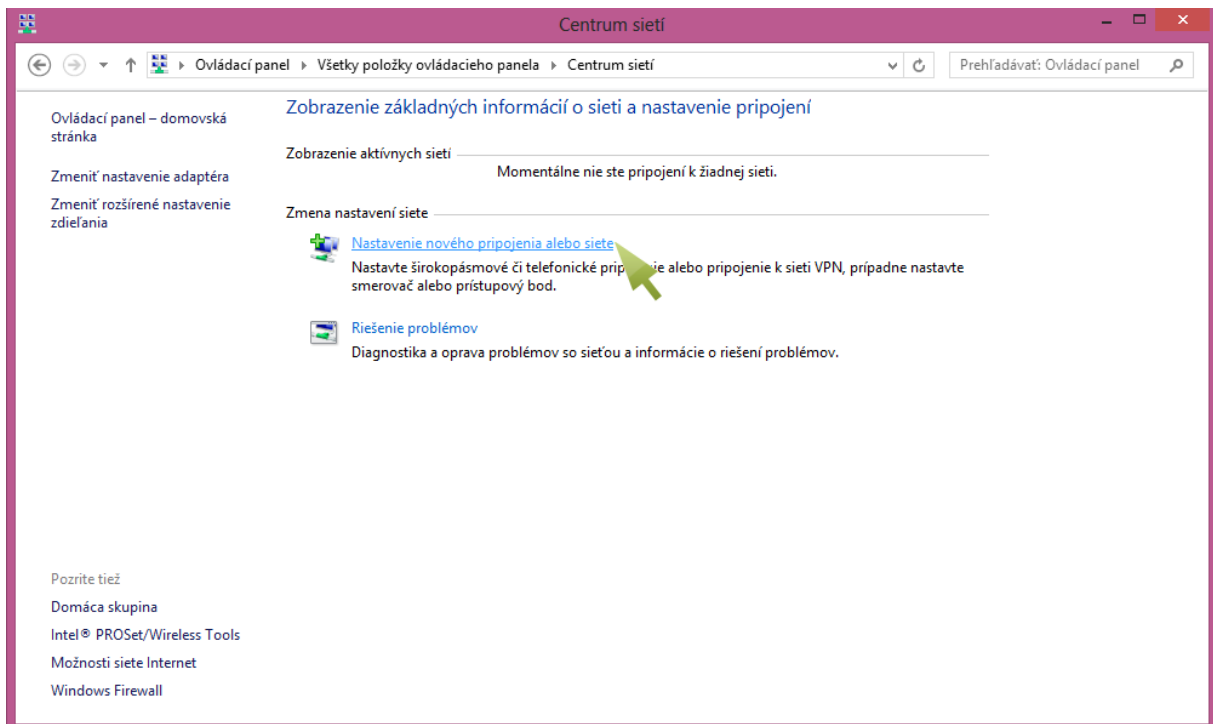 Centrum sietí
Ovládací panel Všetky položky ovládacieho panela Centrum sietí
Prehľadávať: Ovládací panel
Ovládací panel – domovská
stránka
Zmeniť nastavenie adaptéra
Zmeniť rozšírené nastavenie
zdieľania
Zobrazenie základných informácií o sieti a nastavenie pripojení
Zobrazenie aktívnych sietí
Momentálne nie ste pripojení k žiadnej sieti.
Zmena nastavení siete
Nastavenie nového pripojenia alebo siete
Nastavte širokopásmové či telefonické alebo pripojenie k sieti VPN, prípadne nastavte
smerovač alebo prístupový bod.
Riešenie problémov
Diagnostika a oprava problémov so sieťou a informácie o riešení problémov.
Pozrite tiež
Domáca skupina
Intel® PROSet/Wireless Tools
Možnosti siete Internet
Windows Firewall